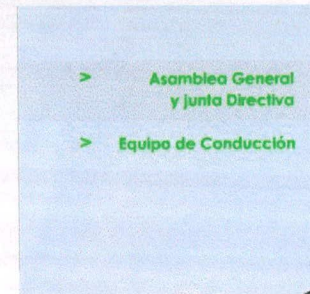 > Asamblea General
y junta Directiva
> Equipo de Conducción